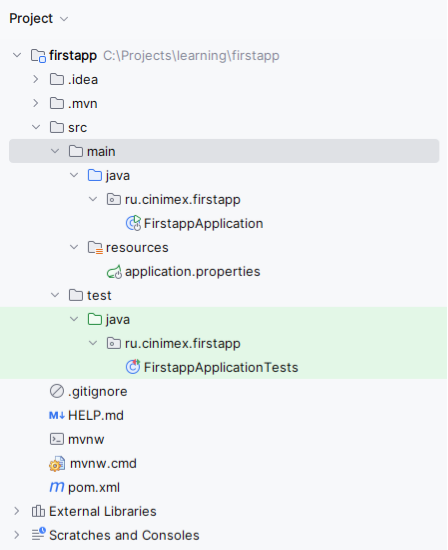 Project
firstapp C:\Projects\learning\firstapp
.idea
.mvn
src
main
java
ru.cinimex.firstapp
FirstappApplication
resources
application.properties
test
java
ru.cinimex.firstapp
FirstappApplicationTests
.gitignore
M↓ HELP.md
mvnw
mvnw.cmd
m pom.xml
External Libraries
Scratches and Consoles